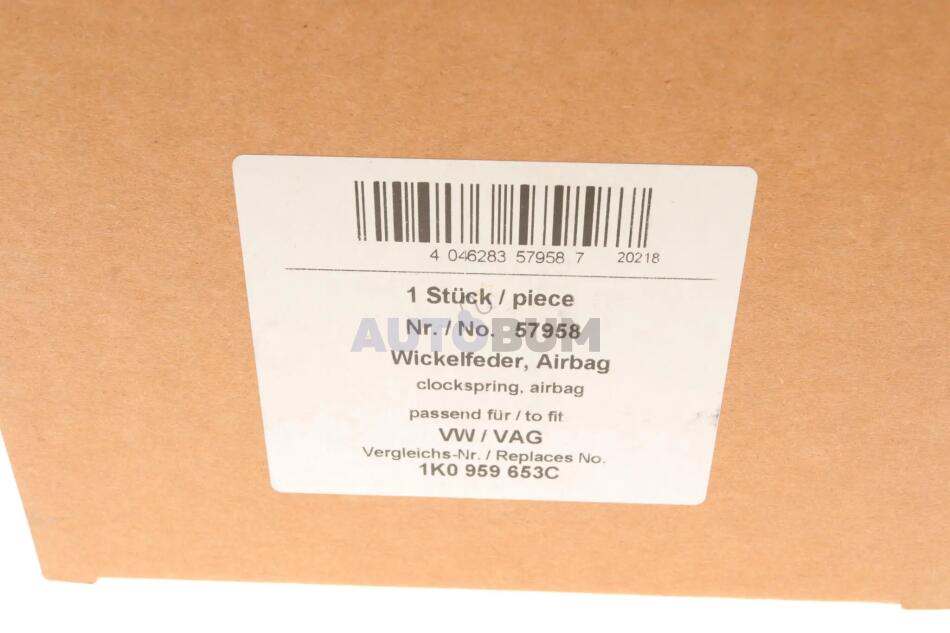 4 046283 57958 7 20218
1 Stück / piece
Nr. / No. 57958
AUTOBUM
Wickelfeder, Airbag
clockspring, airbag
passend für / to fit
VW / VAG
Vergleichs-Nr. / Replaces No.
1K0 959 653C